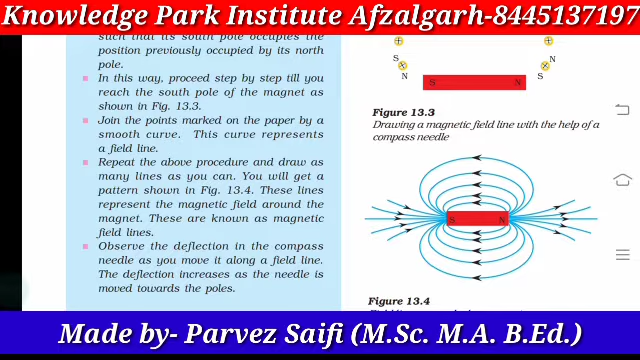 Knowledge Park Institute Afzalgarh-8445137197
such that its south pole occupies the
position previously occupied by its north
pole.
In this way, proceed step by step till you
reach the south pole of the magnet as
shown in Fig. 13.3.
Join the points marked on the paper by a
smooth curve. This curve represents
a field line.
Repeat the above procedure and draw as
many lines as you can. You will get a
pattern shown in Fig. 13.4. These lines
represent the magnetic field around the
magnet. These are known as magnetic
field lines.
Observe the deflection in the compass
needle as you move it along a field line.
The deflection increases as the needle is
moved towards the poles.
S
N
S
N
S
N
Figure 13.3
Drawing a magnetic field line with the help of a
compass needle
S
N
Figure 13.4
Made by- Parvez Saifi (M.Sc. M.A. B.Ed.)